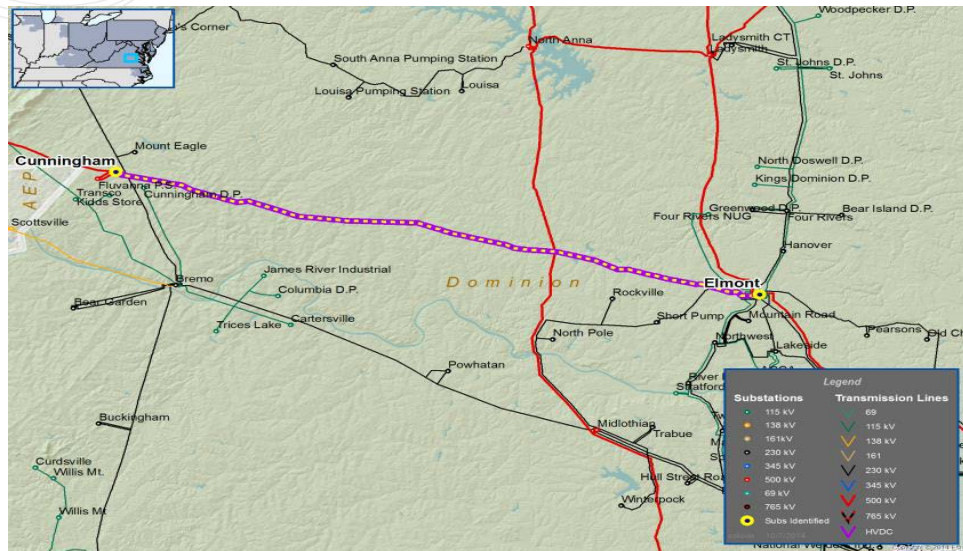 Woodpecker D.P.
's Corner
North Anna
Ladysmith CT
Ladysmith
South Anna Pumping Station
St. Johns D.P.
St. Johns
Louisa Pumping Station
Louisa
Mount Eagle
Cunningham
North Doswell D.P.
Fluvanna P.S.
Kings Dominion D.P.
Transco
Cunningham D.P.
Kidds Store
AEP
Greenwood D.P.
Bear Island D.P.
Four Rivers NUG
Four Rivers
Scottsville
Hanover
James River Industrial
Bremo
Dominion
Elmont
Columbia D.P.
Rockville
Bear Garden
Cartersville
Short Pump
Mountain Road
Trices Lake
North Pole
Northwest
Pearsons
Old Ch
Lakeside
Powhatan
River
Stratford
Buckingham
Midlothian
Trabue
Curdsville
Willis Mt.
Hull Street Ro
Winterpock
Willis Mt
Legend
Substations
Transmission Lines
115 kV
69
138 kV
115 kV
161kV
138 kV
230 kV
161
345 kV
230 kV
500 kV
345 kV
69 kV
500 kV
765 kV
765 kV
Subs Identified
HVDC